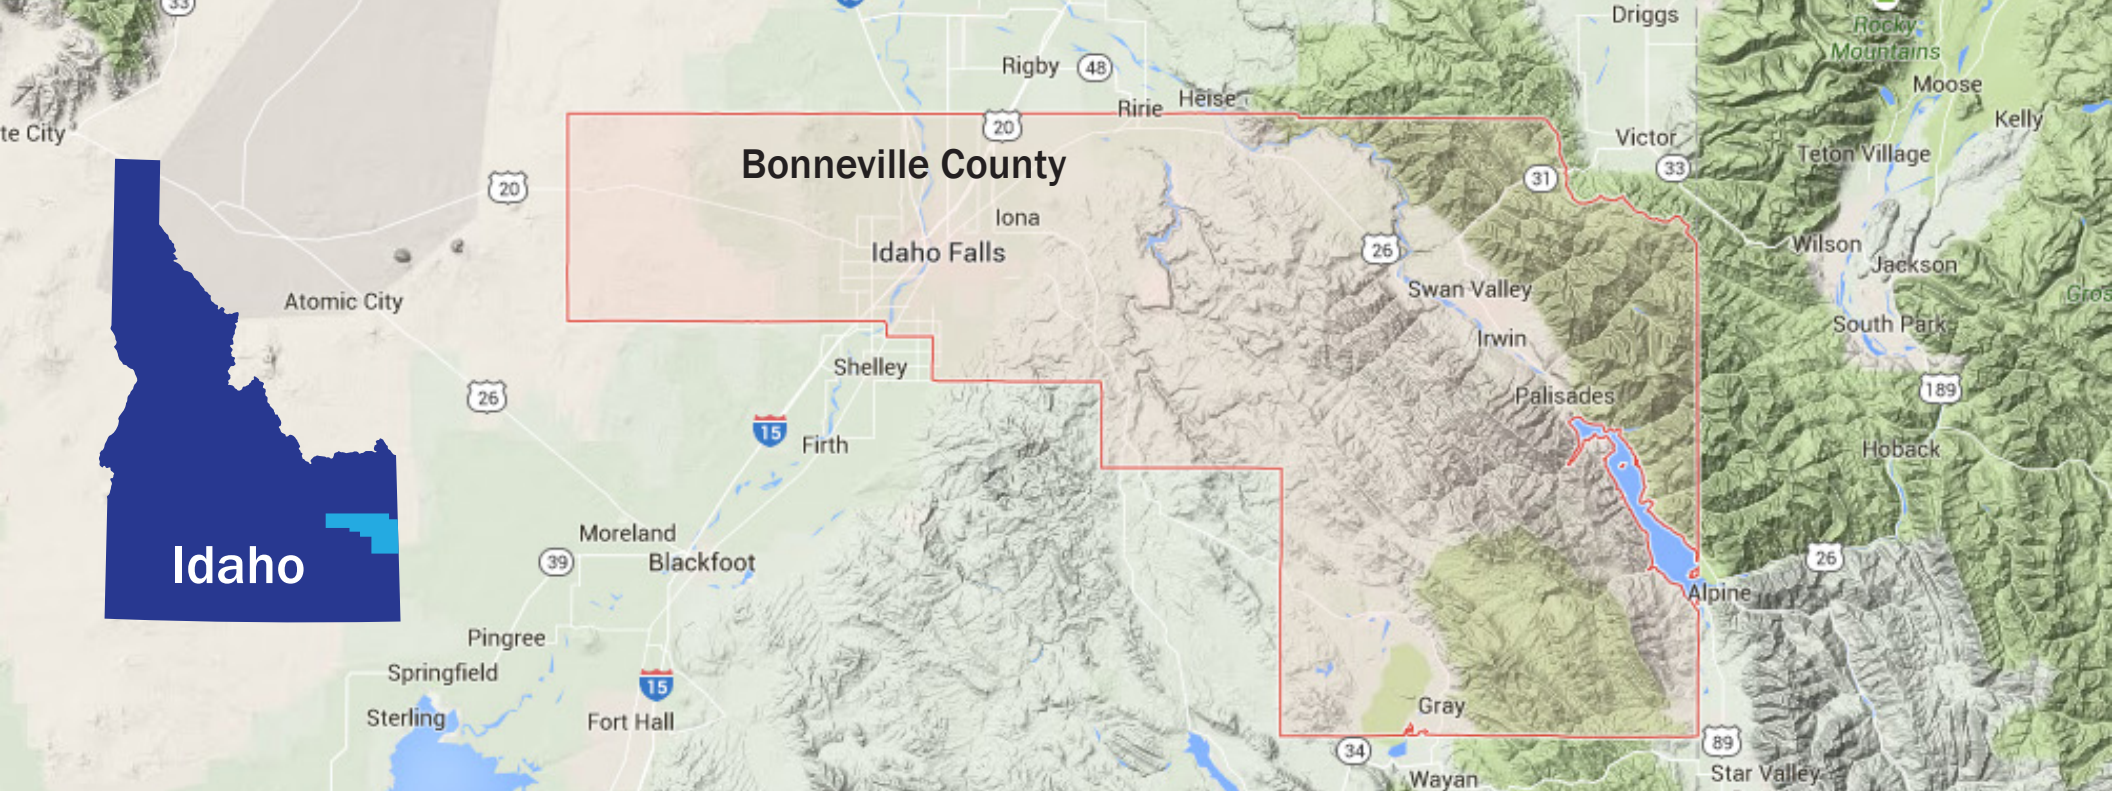 33
Driggs
Rocky
Mountains
Rigby
48
Moose
Heise
Ririe
Kelly
te City
20
Victor
Bonneville County
Teton Village
33
31
20
Iona
Wilson
26
Idaho Falls
Jackson
Swan Valley
Gros
Atomic City
South Park
Irwin
Shelley
189
26
Palisades
15
Firth
Hoback
Moreland
26
39
Blackfoot
Idaho
Alpine
Pingree
Springfield
15
Gray
Sterling
Fort Hall
34
89
Star Valley
Wayan